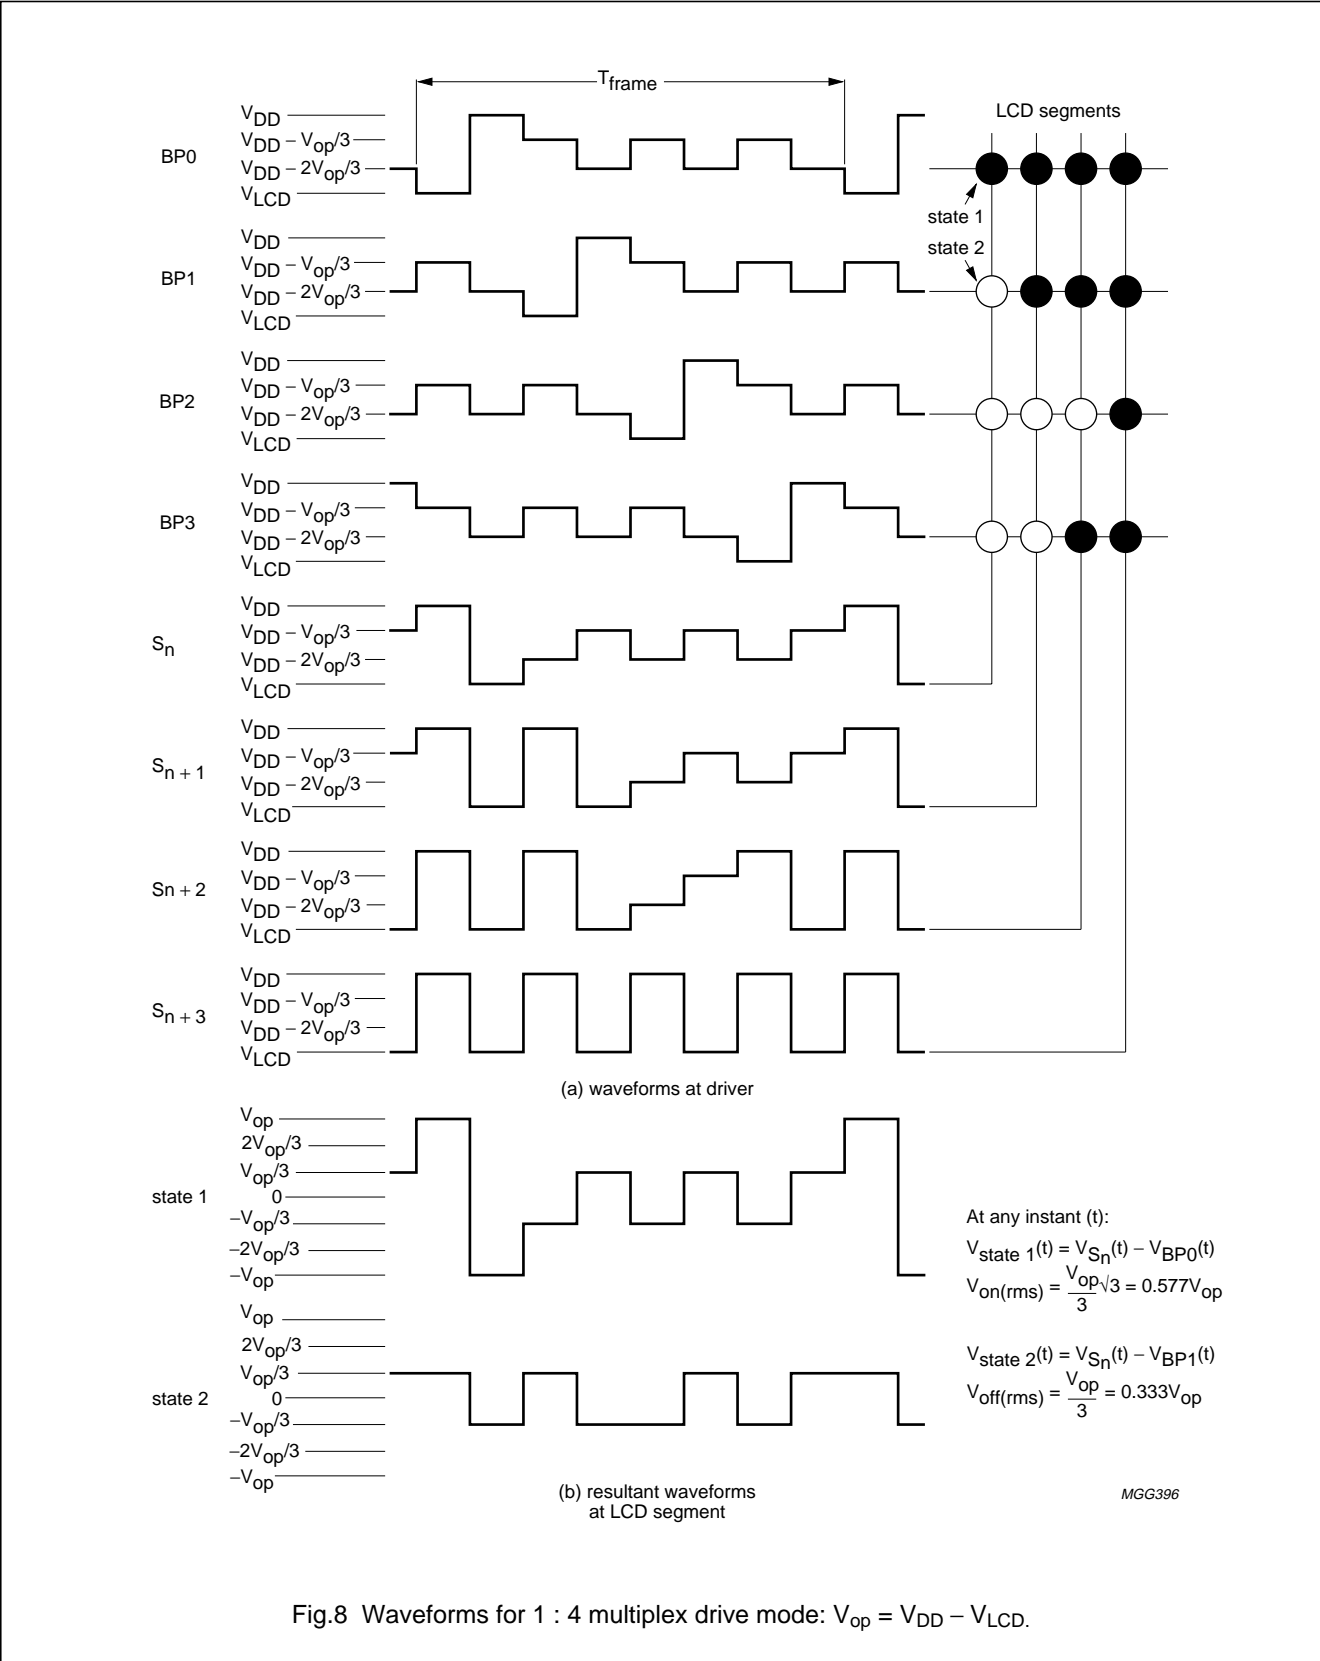 Tframe
BP0
VDD
VDD − Vop/3
VDD − 2Vop/3
VLCD
LCD segments
state 1
state 2
BP1
VDD
VDD − Vop/3
VDD − 2Vop/3
VLCD
BP2
VDD
VDD − Vop/3
VDD − 2Vop/3
VLCD
BP3
VDD
VDD − Vop/3
VDD − 2Vop/3
VLCD
Sn
VDD
VDD − Vop/3
VDD − 2Vop/3
VLCD
Sn + 1
VDD
VDD − Vop/3
VDD − 2Vop/3
VLCD
Sn + 2
VDD
VDD − Vop/3
VDD − 2Vop/3
VLCD
Sn + 3
VDD
VDD − Vop/3
VDD − 2Vop/3
VLCD
(a) waveforms at driver
state 1
Vop
2Vop/3
Vop/3
0
−Vop/3
−2Vop/3
−Vop
state 2
Vop
2Vop/3
Vop/3
0
−Vop/3
−2Vop/3
−Vop
At any instant (t):
Vstate 1(t) = VSn(t) − VBP0(t)
Von(rms) = Vop/3 √3 = 0.577Vop
Vstate 2(t) = VSn(t) − VBP1(t)
Voff(rms) = Vop/3 = 0.333Vop
(b) resultant waveforms
at LCD segment
MGG396
Fig.8 Waveforms for 1 : 4 multiplex drive mode: Vop = VDD − VLCD.